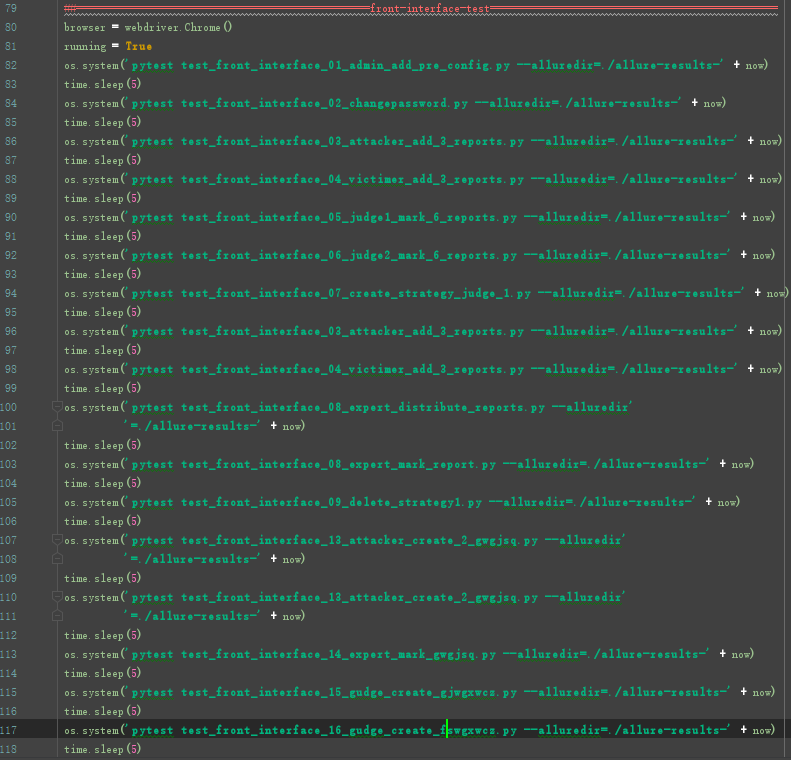 79 #══════════════════════════front-interface-test══════════════════════════
80 browser = webdriver.Chrome()
81 running = True
82 os.system('pytest test_front_interface_01_admin_add_pre_config.py --alluredir=./allure-results-' + now)
83 time.sleep(5)
84 os.system('pytest test_front_interface_02_changepassword.py --alluredir=./allure-results-' + now)
85 time.sleep(5)
86 os.system('pytest test_front_interface_03_attacker_add_3_reports.py --alluredir=./allure-results-' + now)
87 time.sleep(5)
88 os.system('pytest test_front_interface_04_victimer_add_3_reports.py --alluredir=./allure-results-' + now)
89 time.sleep(5)
90 os.system('pytest test_front_interface_05_judge1_mark_6_reports.py --alluredir=./allure-results-' + now)
91 time.sleep(5)
92 os.system('pytest test_front_interface_06_judge2_mark_6_reports.py --alluredir=./allure-results-' + now)
93 time.sleep(5)
94 os.system('pytest test_front_interface_07_create_strategy_judge_1.py --alluredir=./allure-results-' + now)
95 time.sleep(5)
96 os.system('pytest test_front_interface_03_attacker_add_3_reports.py --alluredir=./allure-results-' + now)
97 time.sleep(5)
98 os.system('pytest test_front_interface_04_victimer_add_3_reports.py --alluredir=./allure-results-' + now)
99 time.sleep(5)
100 os.system('pytest test_front_interface_08_expert_distribute_reports.py --alluredir'
101 '=./allure-results-' + now)
102 time.sleep(5)
103 os.system('pytest test_front_interface_08_expert_mark_report.py --alluredir=./allure-results-' + now)
104 time.sleep(5)
105 os.system('pytest test_front_interface_09_delete_strategy1.py --alluredir=./allure-results-' + now)
106 time.sleep(5)
107 os.system('pytest test_front_interface_13_attacker_create_2_gwgjsq.py --alluredir'
108 '=./allure-results-' + now)
109 time.sleep(5)
110 os.system('pytest test_front_interface_13_attacker_create_2_gwgjsq.py --alluredir'
111 '=./allure-results-' + now)
112 time.sleep(5)
113 os.system('pytest test_front_interface_14_expert_mark_gwgjsq.py --alluredir=./allure-results-' + now)
114 time.sleep(5)
115 os.system('pytest test_front_interface_15_gudge_create_gjwgxwcz.py --alluredir=./allure-results-' + now)
116 time.sleep(5)
117 os.system('pytest test_front_interface_16_gudge_create_fswgxwcz.py --alluredir=./allure-results-' + now)
118 time.sleep(5)